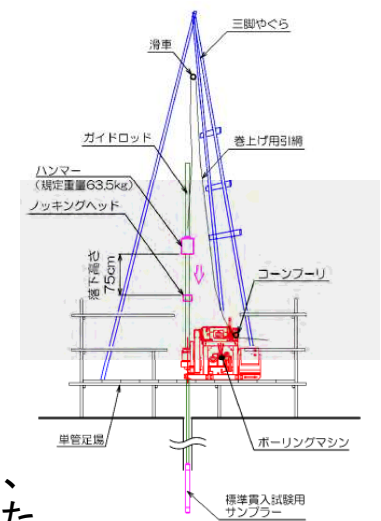 三脚やぐら
滑車
ガイドロッド
巻上げ用引綱
ハンマー
(規定重量63.5kg)
ノッキングヘッド
落下高さ
75cm
コーンプーリ
単管足場
ボーリングマシン
標準貫入試験用
サンプラー
、
た